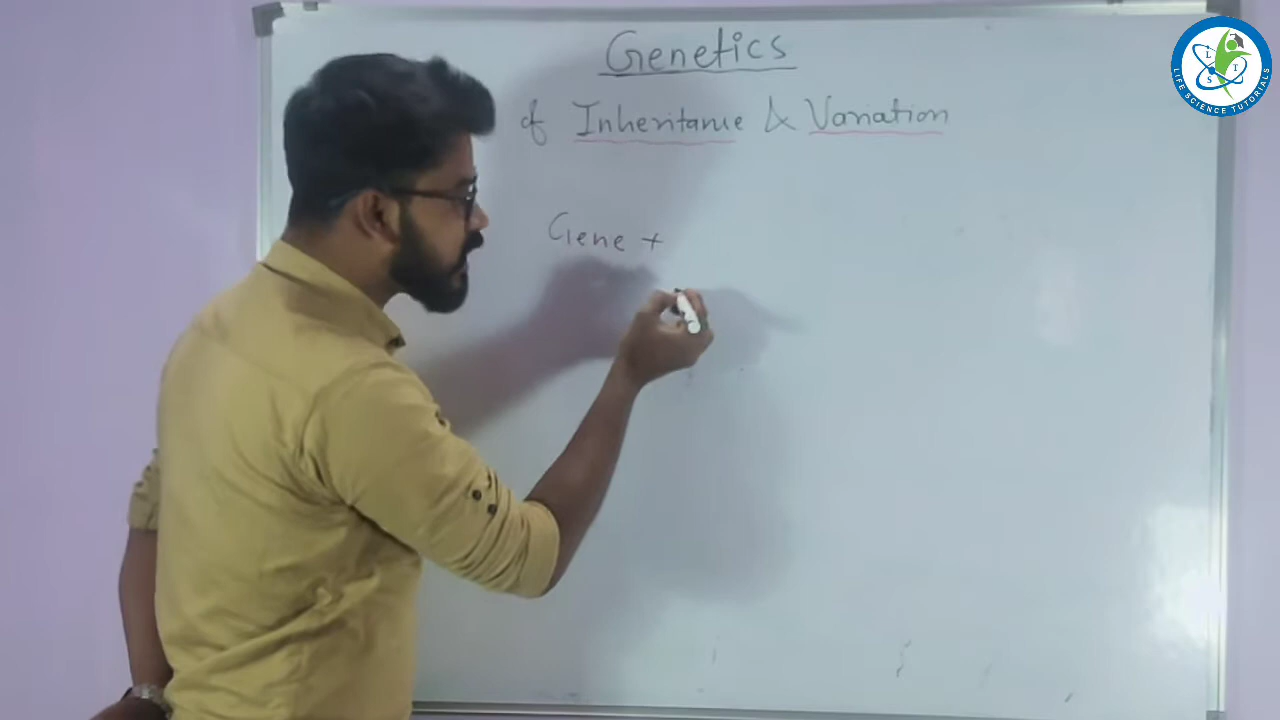 Genetics
of Inheritance & Variation
Gene +
L T
S
LIFE SCIENCE TUTORIALS